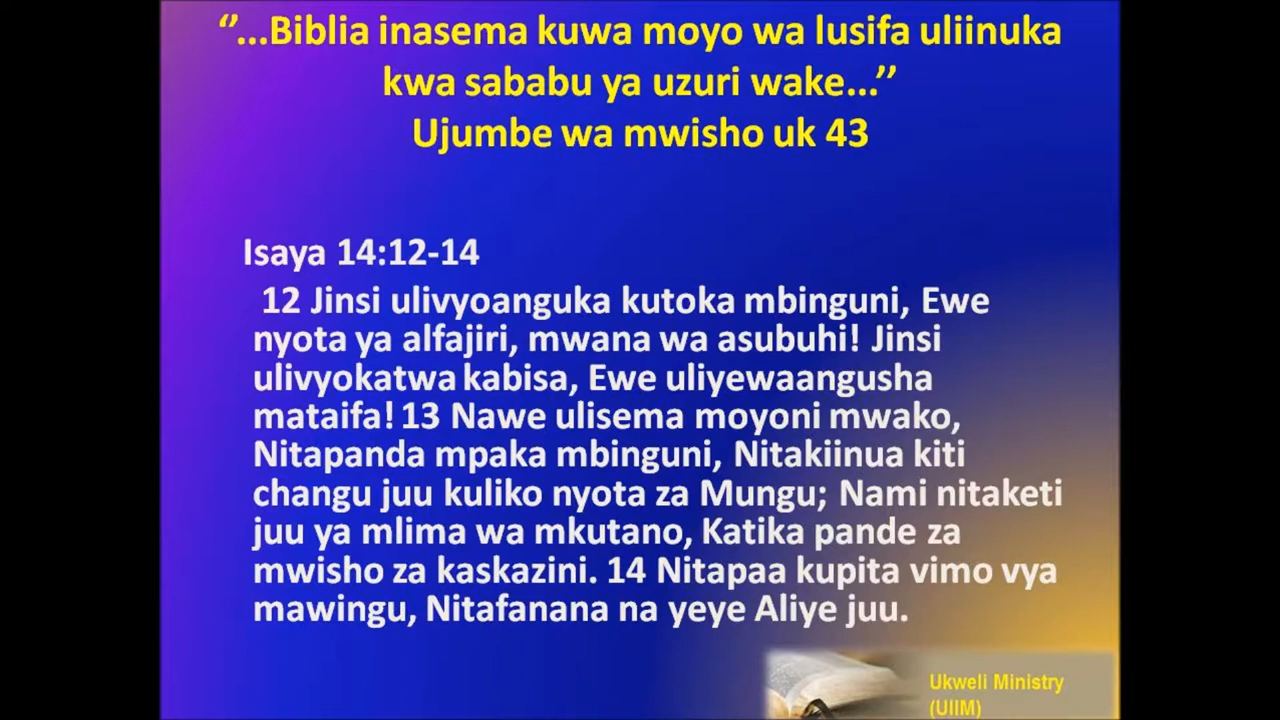 ‘’...Biblia inasema kuwa moyo wa lusifa uliinuka
kwa sababu ya uzuri wake...’’
Ujumbe wa mwisho uk 43
Isaya 14:12-14
12 Jinsi ulivyoanguka kutoka mbinguni, Ewe
nyota ya alfajiri, mwana wa asubuhi! Jinsi
ulivyokatwa kabisa, Ewe uliyewaangusha
mataifa! 13 Nawe ulisema moyoni mwako,
Nitapanda mpaka mbinguni, Nitakiinua kiti
changu juu kuliko nyota za Mungu; Nami nitaketi
juu ya mlima wa mkutano, Katika pande za
mwisho za kaskazini. 14 Nitapaa kupita vimo vya
mawingu, Nitafanana na yeye Aliye juu.
Ukweli Ministry
(UIIM)